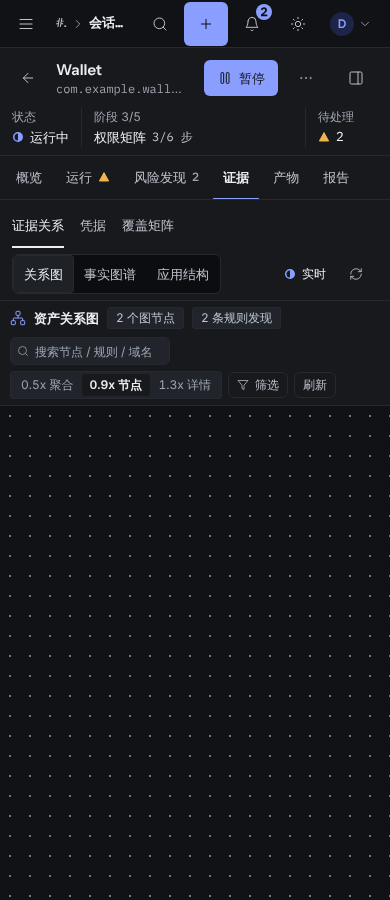 #. 会话...
2
D
Wallet
com.example.wall...
暂停
状态
运行中
阶段 3/5
权限矩阵 3/6 步
待处理
2
概览 运行 风险发现 2 证据 产物 报告
证据关系 凭据 覆盖矩阵
关系图 事实图谱 应用结构 实时
资产关系图 2 个图节点 2 条规则发现
搜索节点 / 规则 / 域名
0.5x 聚合 0.9x 节点 1.3x 详情 筛选 刷新